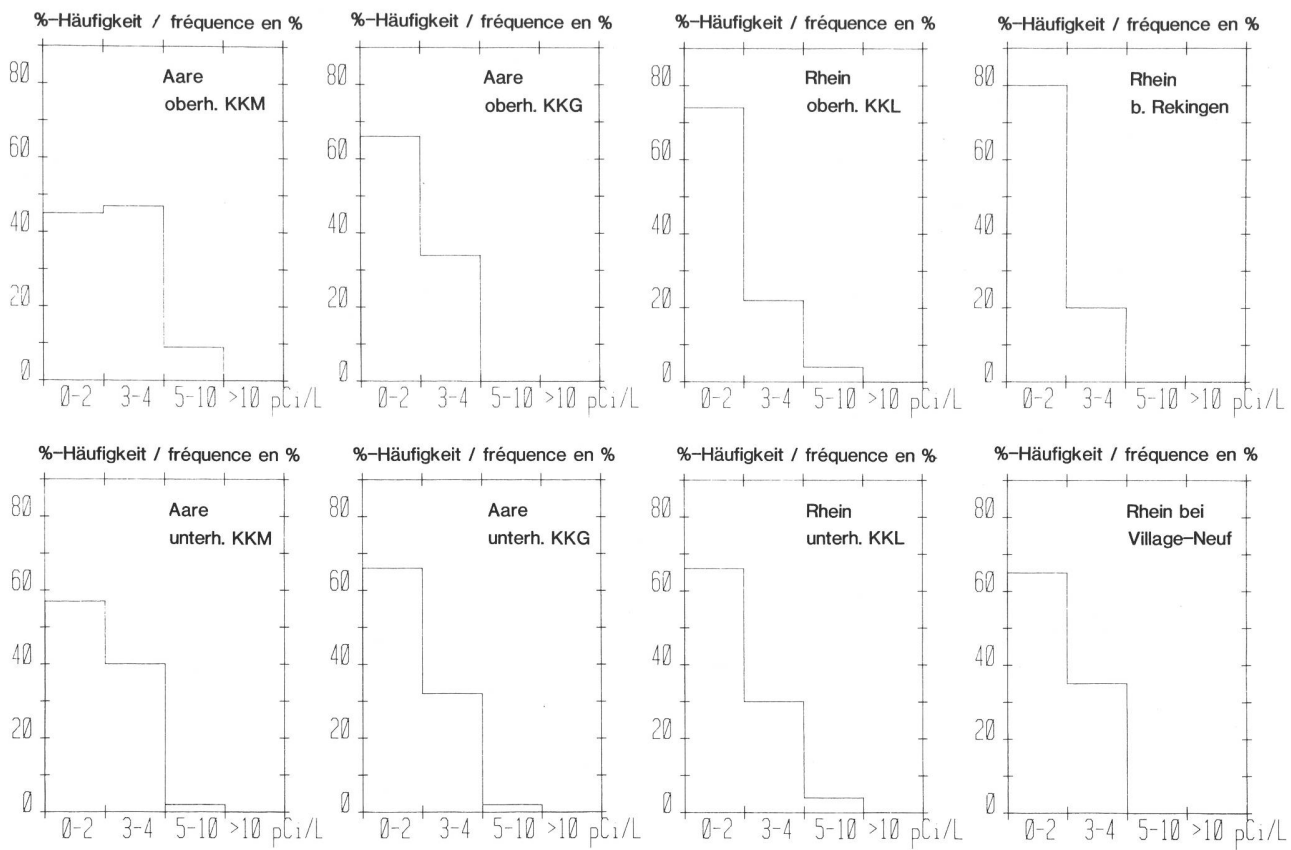 %-Häufigkeit / fréquence en %
Aare
oberh. KKM
80
60
40
20
0
0-2 3-4 5-10 >10 pCi/L
%-Häufigkeit / fréquence en %
Aare
oberh. KKG
80
60
40
20
0
0-2 3-4 5-10 >10 pCi/L
%-Häufigkeit / fréquence en %
Rhein
oberh. KKL
80
60
40
20
0
0-2 3-4 5-10 >10 pCi/L
%-Häufigkeit / fréquence en %
Rhein
b. Rekingen
80
60
40
20
0
0-2 3-4 5-10 >10 pCi/L
%-Häufigkeit / fréquence en %
Aare
unterh. KKM
80
60
40
20
0
0-2 3-4 5-10 >10 pCi/L
%-Häufigkeit / fréquence en %
Aare
unterh. KKG
80
60
40
20
0
0-2 3-4 5-10 >10 pCi/L
%-Häufigkeit / fréquence en %
Rhein
unterh. KKL
80
60
40
20
0
0-2 3-4 5-10 >10 pCi/L
%-Häufigkeit / fréquence en %
Rhein bei
Village-Neuf
80
60
40
20
0
0-2 3-4 5-10 >10 pCi/L